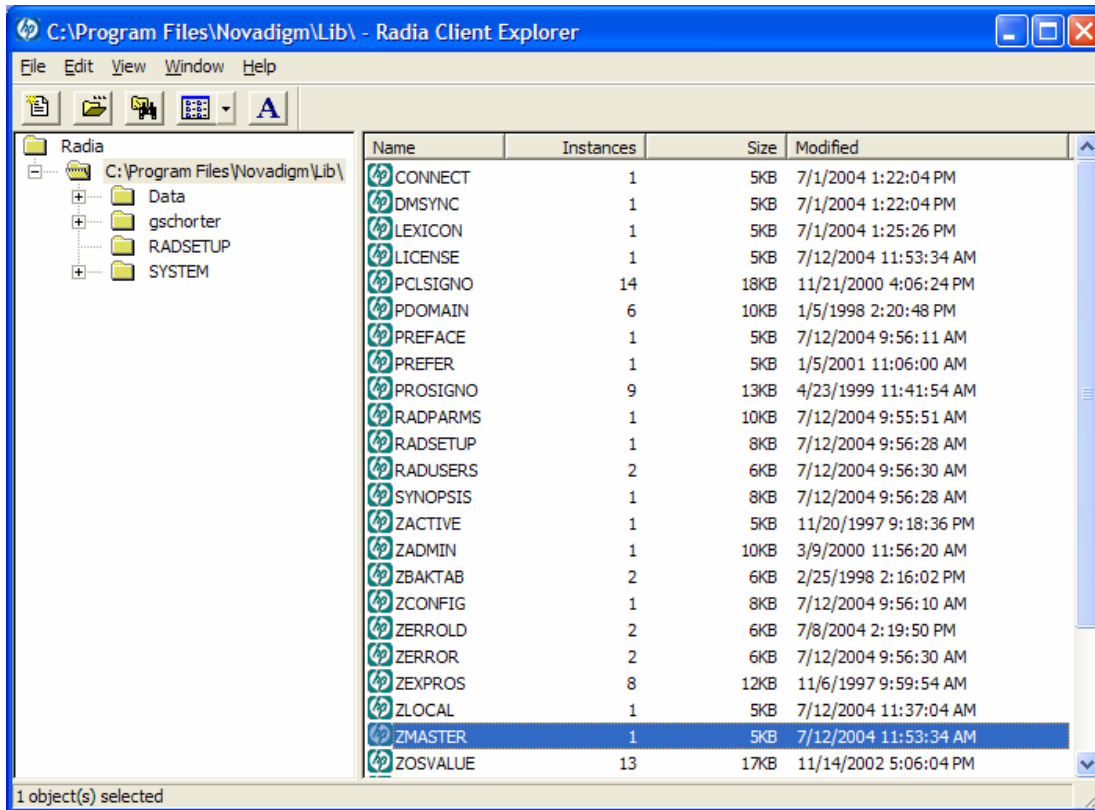 C:\Program Files\Novadigm\Lib\ - Radia Client Explorer
File Edit View Window Help
A
Radia
C:\Program Files\Novadigm\Lib\
Data
gschorter
RADSETUP
SYSTEM
Name Instances Size Modified
CONNECT 1 5KB 7/1/2004 1:22:04 PM
DMSYNC 1 5KB 7/1/2004 1:22:04 PM
LEXICON 1 5KB 7/1/2004 1:25:26 PM
LICENSE 1 5KB 7/12/2004 11:53:34 AM
PCLSIGNO 14 18KB 11/21/2000 4:06:24 PM
PDOMAIN 6 10KB 1/5/1998 2:20:48 PM
PREFACE 1 5KB 7/12/2004 9:56:11 AM
PREFER 1 5KB 1/5/2001 11:06:00 AM
PROSIGNO 9 13KB 4/23/1999 11:41:54 AM
RADPARMS 1 10KB 7/12/2004 9:55:51 AM
RADSETUP 1 8KB 7/12/2004 9:56:28 AM
RADUSERS 2 6KB 7/12/2004 9:56:30 AM
SYNOPSIS 1 8KB 7/12/2004 9:56:28 AM
ZACTIVE 1 5KB 11/20/1997 9:18:36 PM
ZADMIN 1 10KB 3/9/2000 11:56:20 AM
ZBAKTAB 2 6KB 2/25/1998 2:16:02 PM
ZCONFIG 1 8KB 7/12/2004 9:56:10 AM
ZERROLD 2 6KB 7/8/2004 2:19:50 PM
ZERROR 2 6KB 7/12/2004 9:56:30 AM
ZEXPROS 8 12KB 11/6/1997 9:59:54 AM
ZLOCAL 1 5KB 7/12/2004 11:37:04 AM
ZMASTER 1 5KB 7/12/2004 11:53:34 AM
ZOSVALUE 13 17KB 11/14/2002 5:06:04 PM
1 object(s) selected